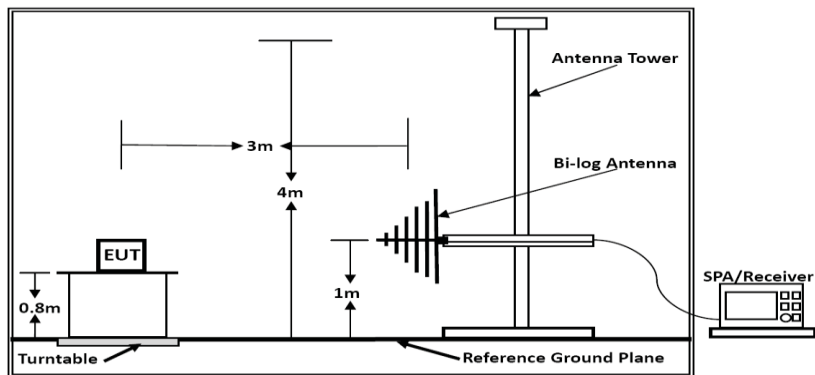 Antenna Tower
3m
Bi-log Antenna
4m
EUT
SPA/Receiver
0.8m
1m
Turntable
Reference Ground Plane